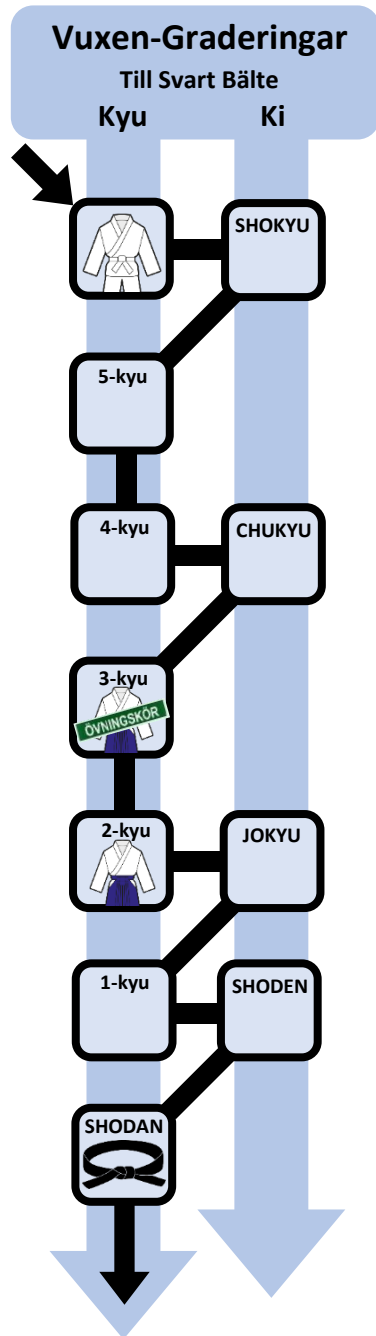 Vuxen-Graderingar
Till Svart Bälte
Kyu Ki
SHOKYU
5-kyu
4-kyu CHUKYU
3-kyu
ÖVNINGSKÖR
2-kyu JOKYU
1-kyu SHODEN
SHODAN